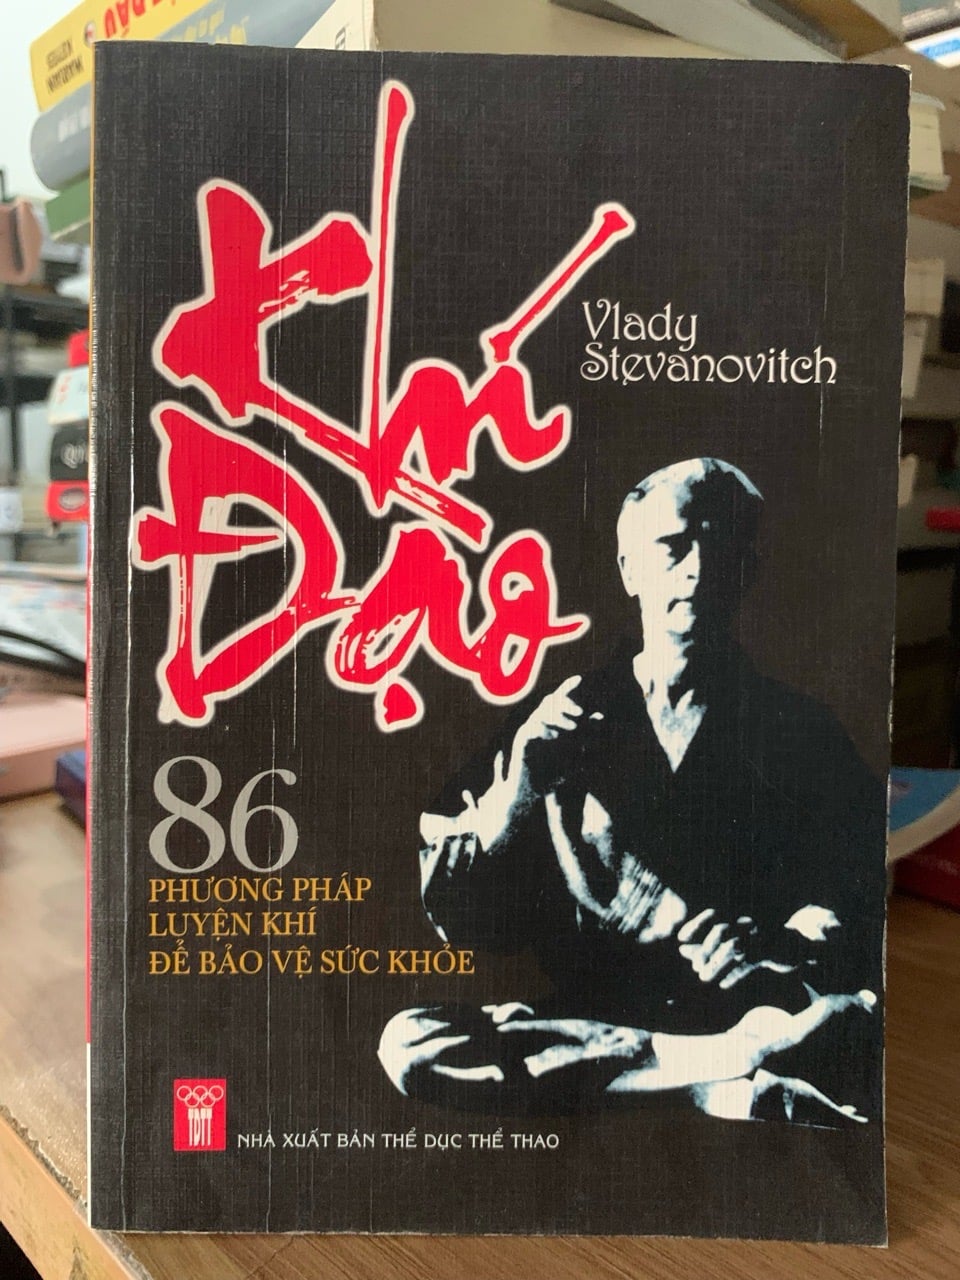 Khí
Đạo
Vlady
Stevanovitch
86
PHƯƠNG PHÁP
LUYỆN KHÍ
ĐỂ BẢO VỆ SỨC KHỎE
TDTT
NHÀ XUẤT BẢN THỂ DỤC THỂ THAO